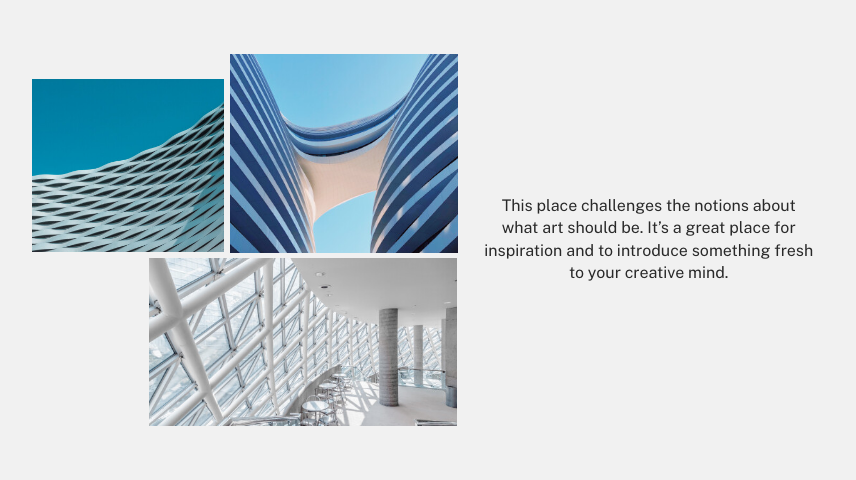 This place challenges the notions about
what art should be. It’s a great place for
inspiration and to introduce something fresh
to your creative mind.